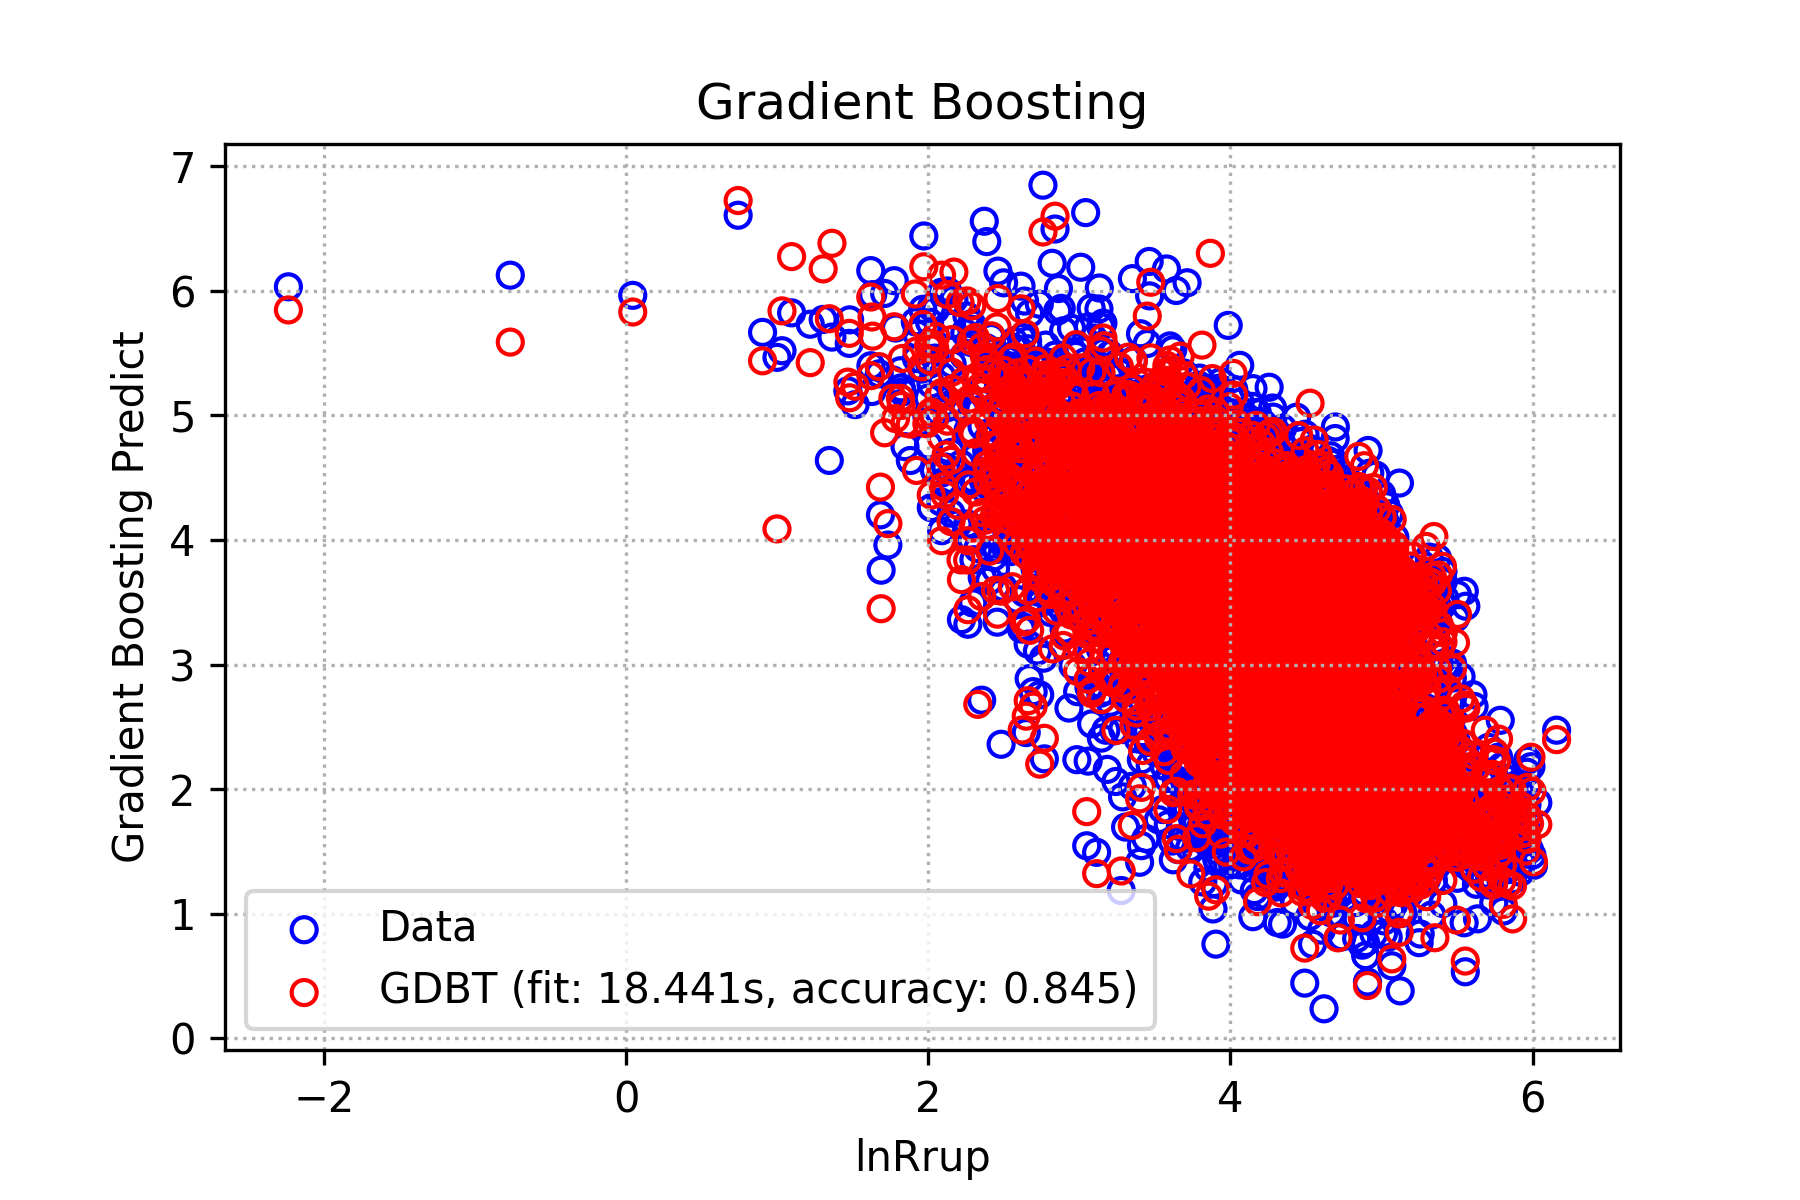 Gradient Boosting
7
6
5
4
3
2
1
0
Gradient Boosting Predict
Data
GDBT (fit: 18.441s, accuracy: 0.845)
−2 0 2 4 6
lnRrup